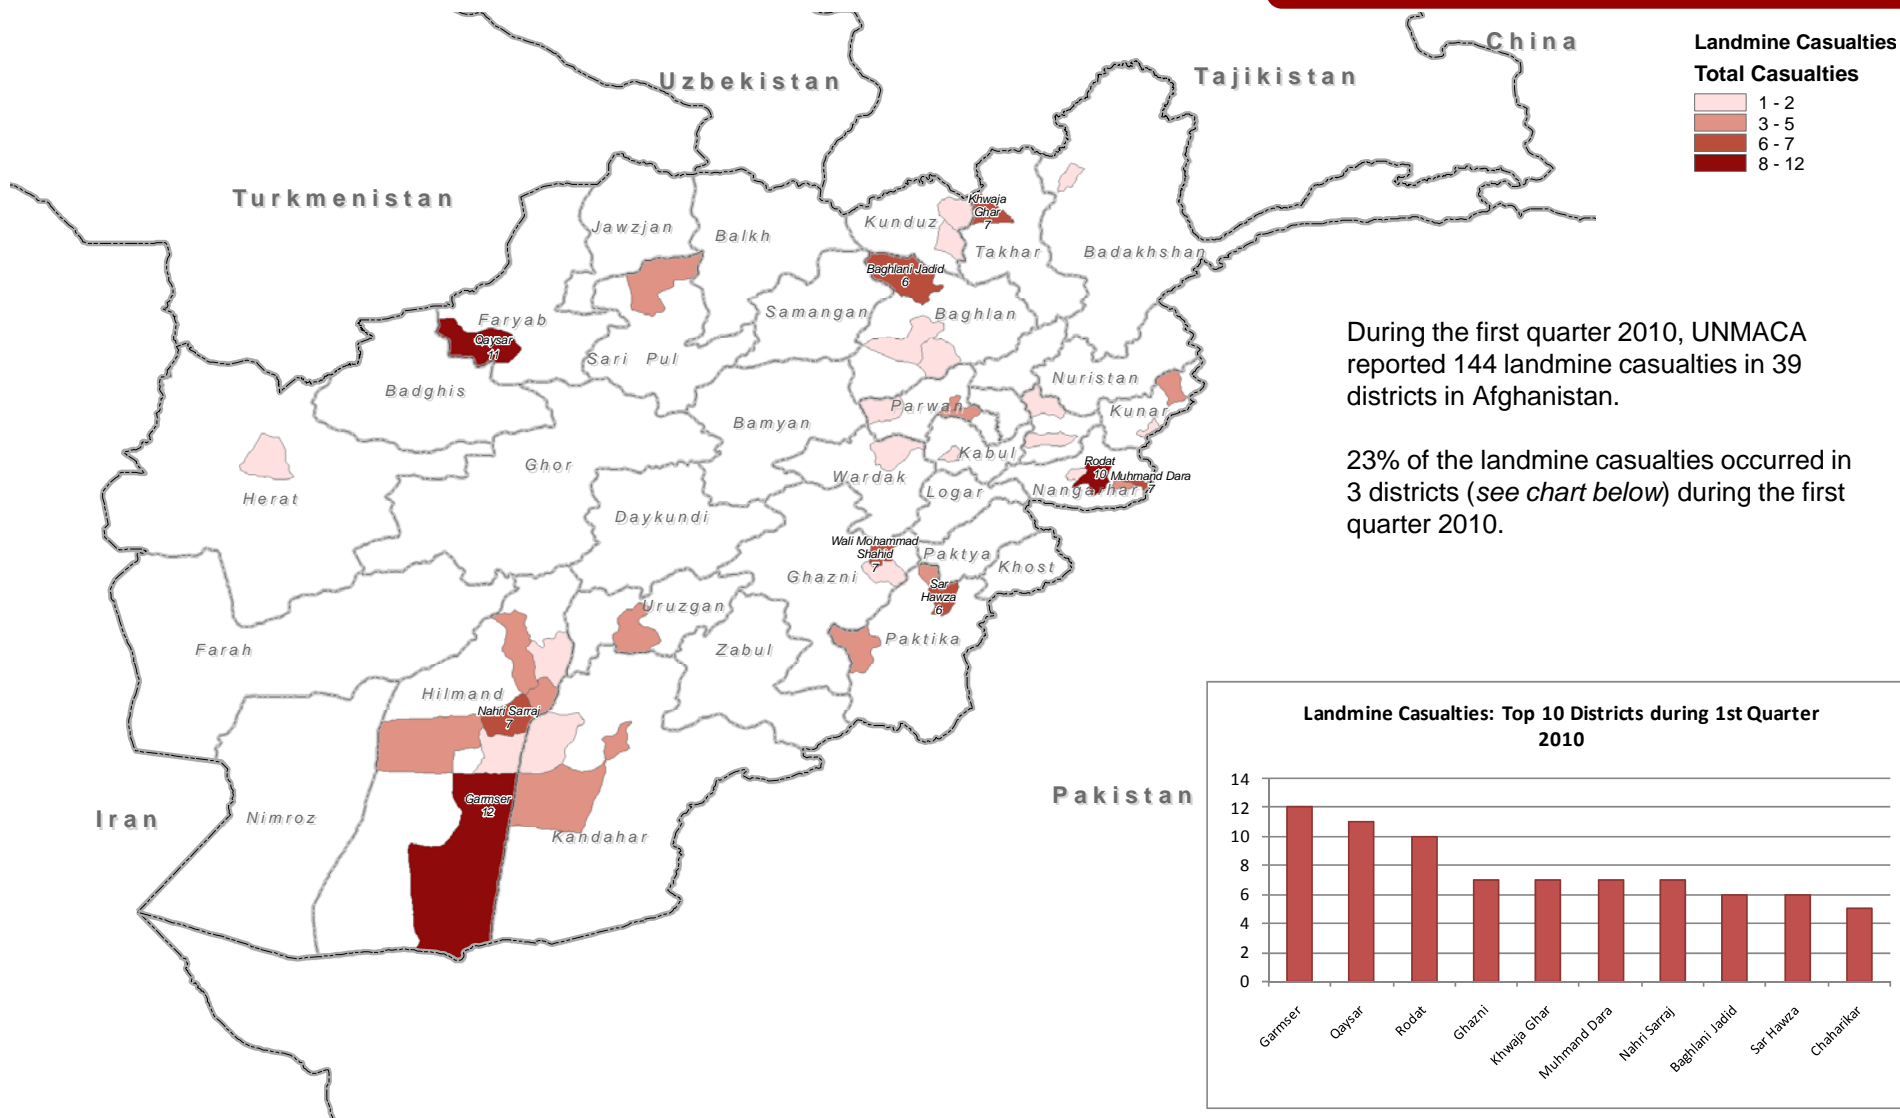 China
Uzbekistan
Tajikistan
Turkmenistan
Landmine Casualties
Total Casualties
1 - 2
3 - 5
6 - 7
8 - 12
Jawzjan
Balkh
Kunduz
Khwaja
Ghar
7
Takhar
Badakhshan
Baghlani Jadid
6
Samangan
Baghlan
Faryab
Qaysar
11
Sari Pul
Badghis
Nuristan
Bamyan
Parwan
Kunar
Ghor
Kabul
Wardak
Rodat
10
Muhmand Dara
7
Nangarhar
Herat
Logar
Daykundi
Wali Mohammad
Shahid
7
Paktya
Khost
Ghazni
Sar
Hawza
6
Uruzgan
Paktika
Farah
Zabul
Hilmand
Nahri Sarraj
7
Garmser
12
Iran
Nimroz
Kandahar
Pakistan
During the first quarter 2010, UNMACA
reported 144 landmine casualties in 39
districts in Afghanistan.
23% of the landmine casualties occurred in
3 districts (see chart below) during the first
quarter 2010.
Landmine Casualties: Top 10 Districts during 1st Quarter
2010
14
12
10
8
6
4
2
0
Garmser
Qaysar
Rodat
Ghazni
Khwaja Ghar
Muhmand Dara
Nahri Sarraj
Baghlani Jadid
Sar Hawza
Chaharikar